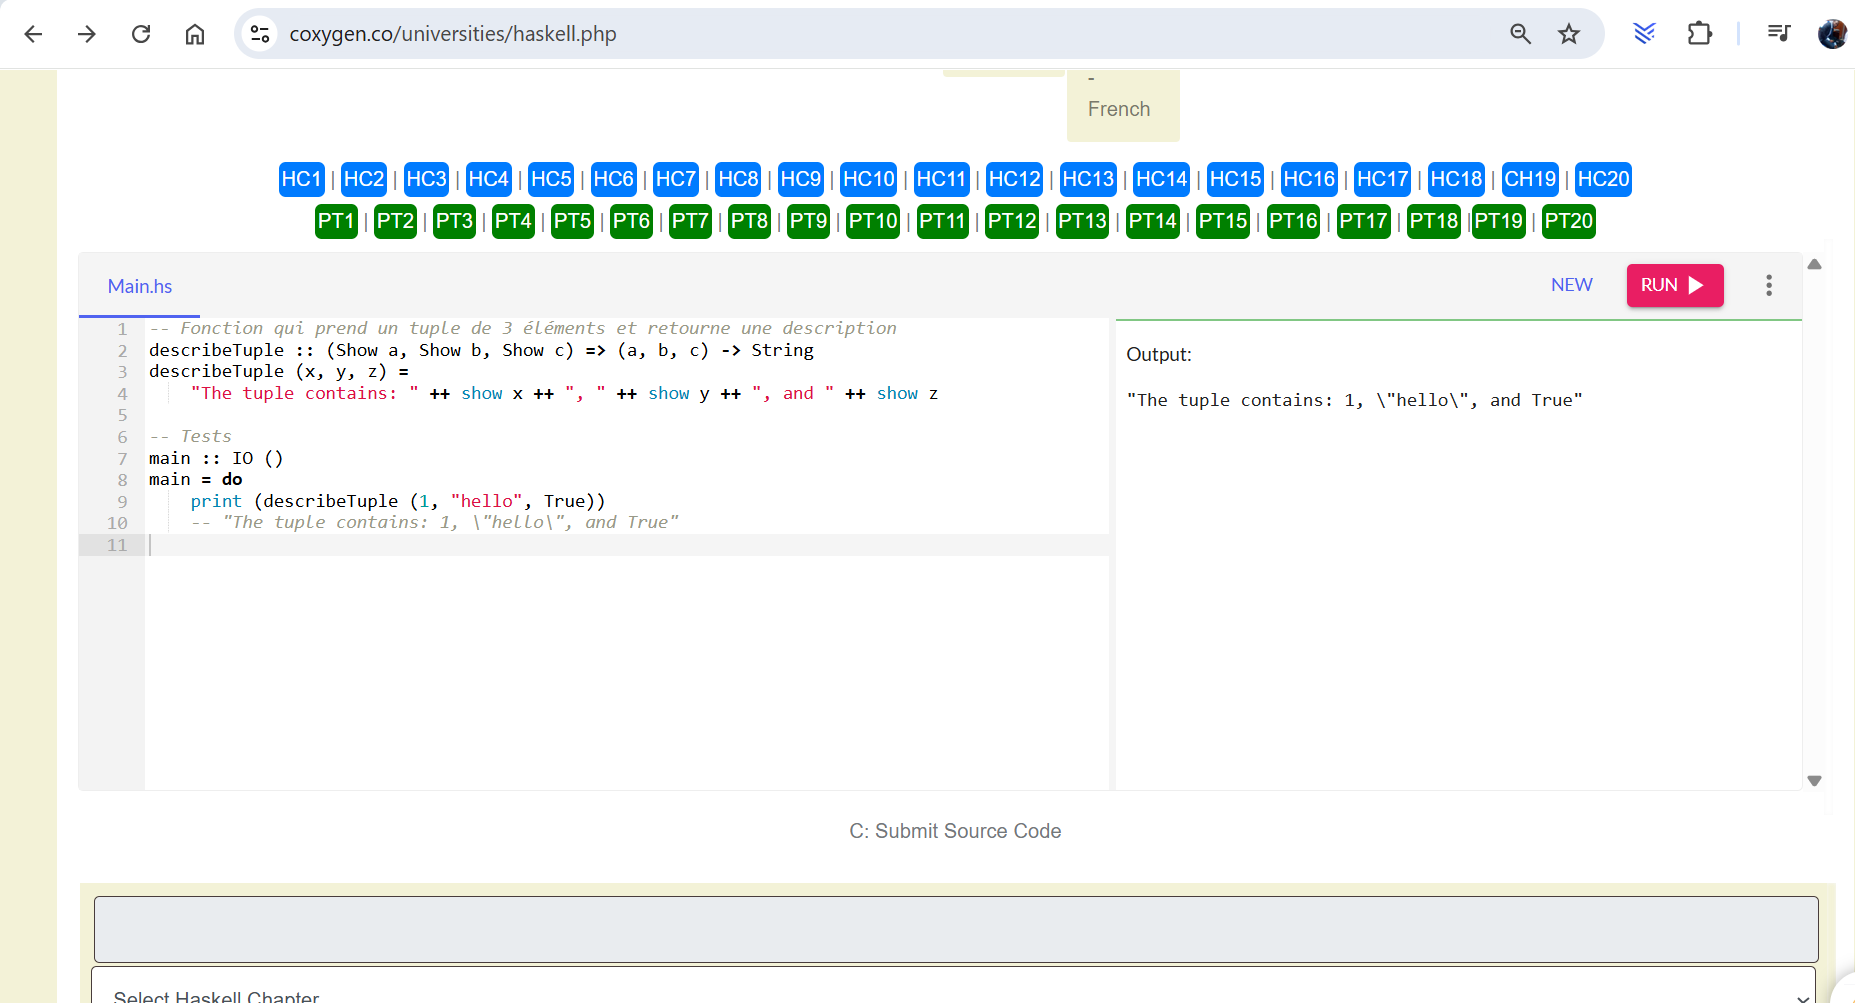 coxygen.co/universities/haskell.php
-
French
HC1 | HC2 | HC3 | HC4 | HC5 | HC6 | HC7 | HC8 | HC9 | HC10 | HC11 | HC12 | HC13 | HC14 | HC15 | HC16 | HC17 | HC18 | CH19 | HC20
PT1 | PT2 | PT3 | PT4 | PT5 | PT6 | PT7 | PT8 | PT9 | PT10 | PT11 | PT12 | PT13 | PT14 | PT15 | PT16 | PT17 | PT18 | PT19 | PT20
Main.hs
NEW
RUN
1 -- Fonction qui prend un tuple de 3 éléments et retourne une description
2 describeTuple :: (Show a, Show b, Show c) => (a, b, c) -> String
3 describeTuple (x, y, z) =
4     "The tuple contains: " ++ show x ++ ", " ++ show y ++ ", and " ++ show z
5
6 -- Tests
7 main :: IO ()
8 main = do
9     print (describeTuple (1, "hello", True))
10     -- "The tuple contains: 1, \"hello\", and True"
11
Output:
"The tuple contains: 1, \"hello\", and True"
C: Submit Source Code
Select Haskell Chapter